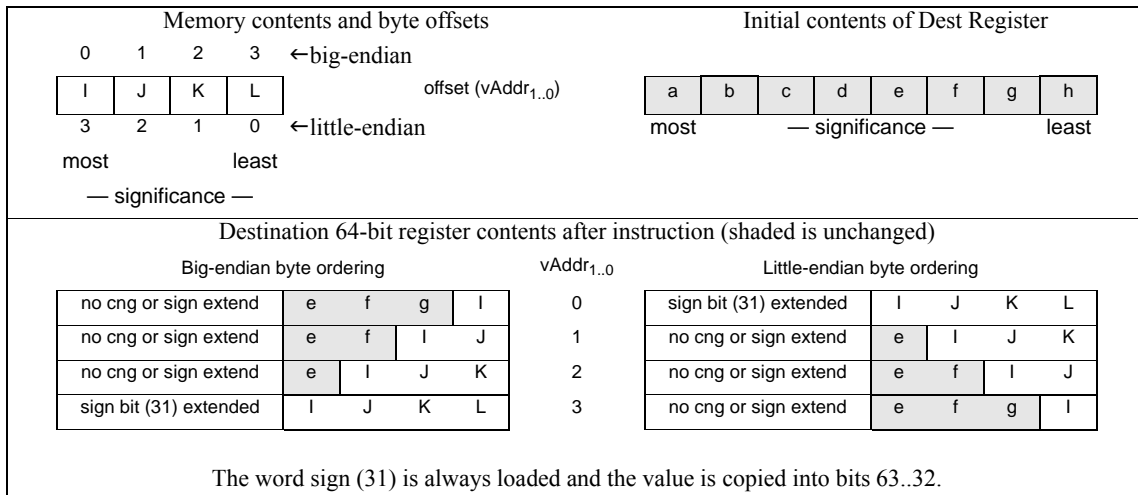 Memory contents and byte offsets
Initial contents of Dest Register
0 1 2 3 ←big-endian
I J K L
offset (vAddr1..0)
a b c d e f g h
3 2 1 0 ←little-endian
most — significance — least
most least
— significance —
Destination 64-bit register contents after instruction (shaded is unchanged)
Big-endian byte ordering vAddr1..0 Little-endian byte ordering
no cng or sign extend e f g I 0 sign bit (31) extended I J K L
no cng or sign extend e f I J 1 no cng or sign extend e I J K
no cng or sign extend e I J K 2 no cng or sign extend e f I J
sign bit (31) extended I J K L 3 no cng or sign extend e f g I
The word sign (31) is always loaded and the value is copied into bits 63..32.